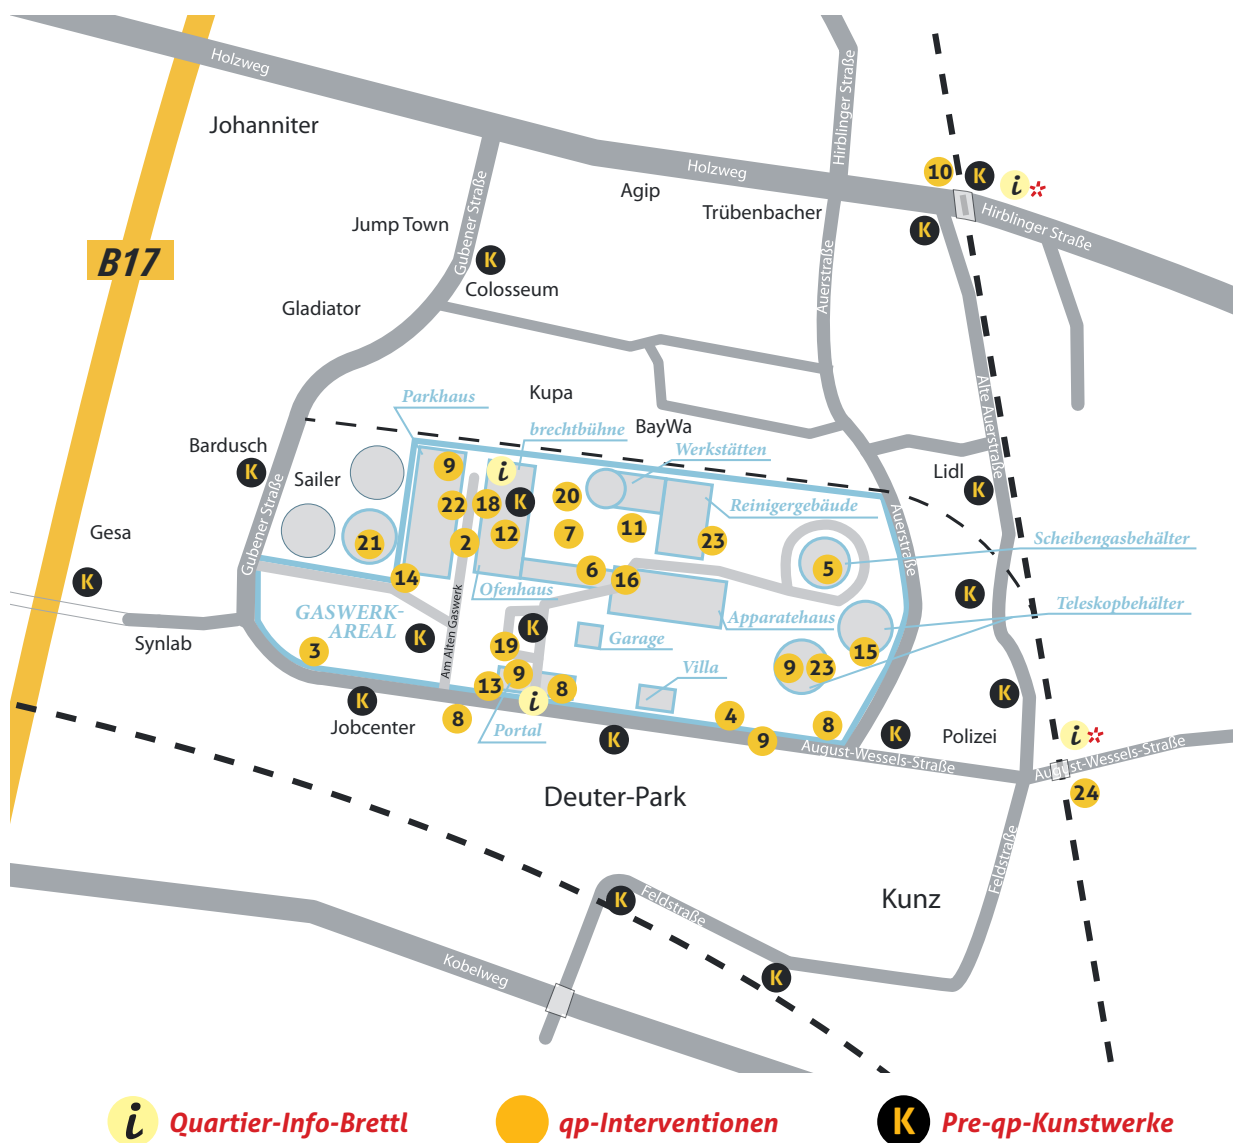 Holzweg
Johanniter
Hirblinger Straße
Holzweg
10
K
i
Agip
Trübenbacher
Hirblinger Straße
K
Jump Town
Gubener Straße
B17
K
Colosseum
Auerstraße
Gladiator
Alte Auerstraße
Parkhaus
Kupa
brechtbühne
BayWa
Werkstätten
Bardusch
K
Sailer
9
i
Lidl
K
22
18
K
20
Reinigergebäude
Gubener Straße
Gesa
21
2
12
7
11
23
Auerstraße
Scheibengasbehälter
K
14
Ofenhaus
6
16
5
K
Teleskopbehälter
GASWERK-
AREAL
K
Am Alten Gaswerk
K
Apparatehaus
Synlab
3
19
Garage
9
23
15
13
9
8
Villa
K
K
Jobcenter
8
i
Portal
K
4
9
8
K
Polizei
i
August-Wessels-Straße
August-Wessels-Straße
24
Deuter-Park
Feldstraße
K
Feldstraße
Kunz
Kobelweg
K
i Quartier-Info-Brettl
qp-Interventionen
K Pre-qp-Kunstwerke